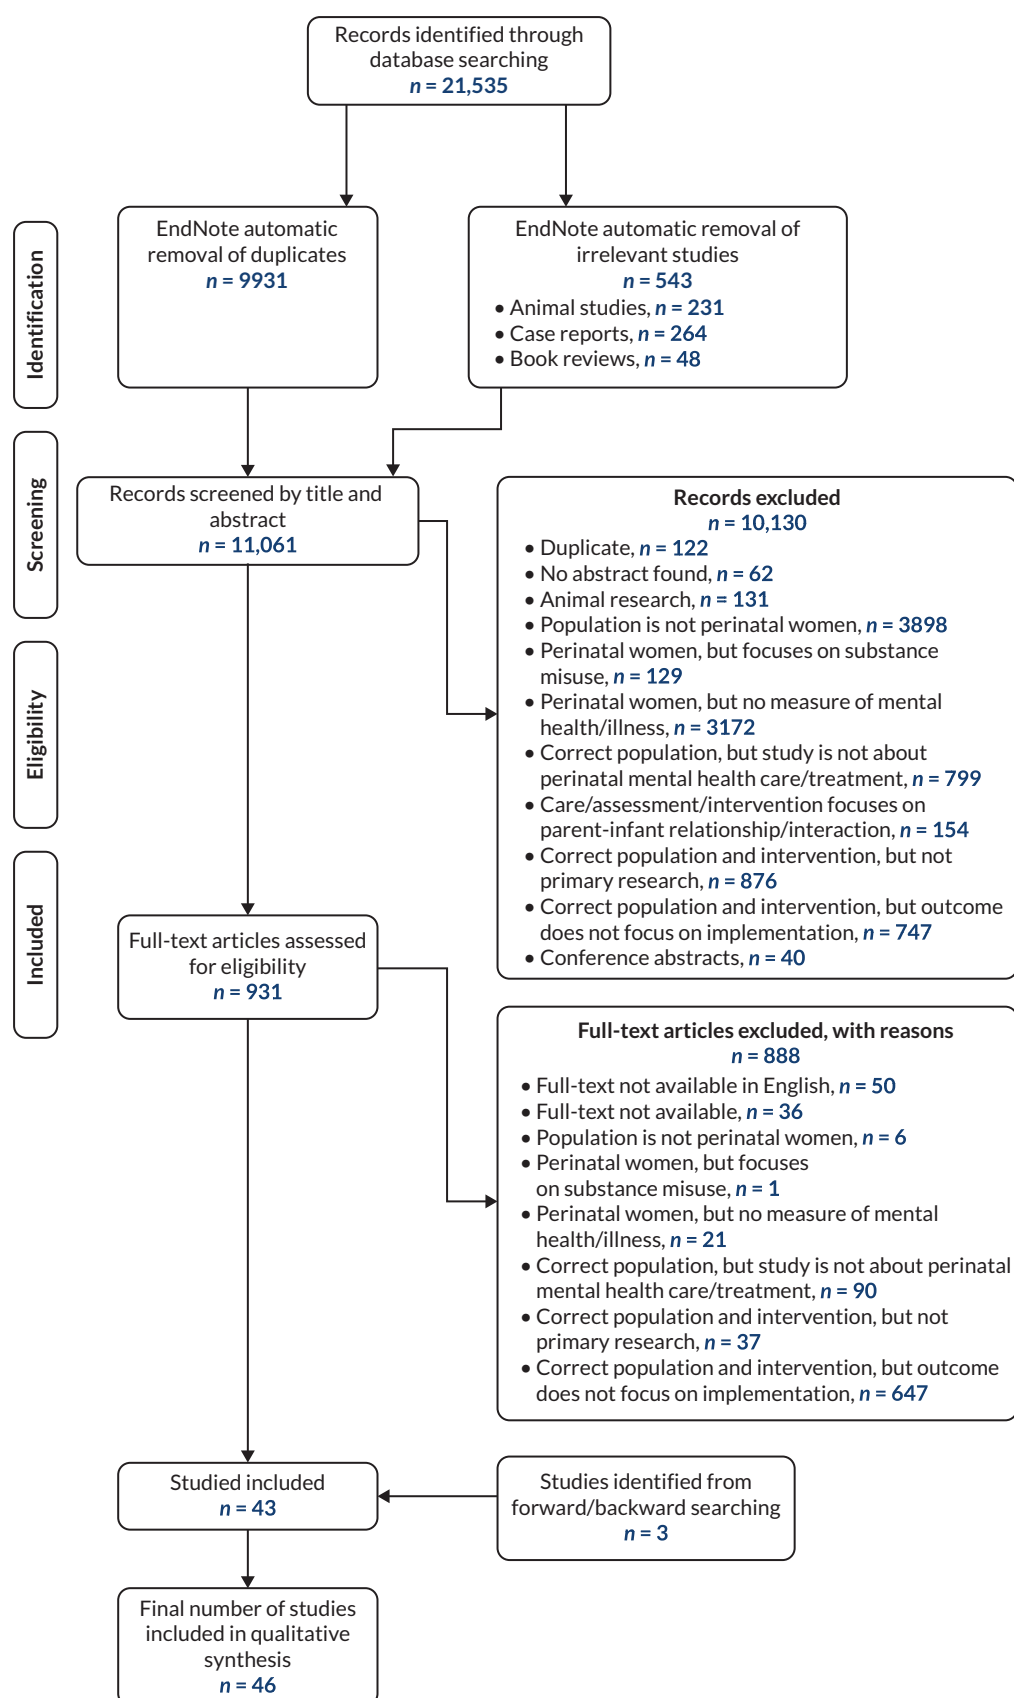 Records identified through
database searching
n = 21,535
EndNote automatic
removal of duplicates
n = 9931
EndNote automatic removal of
irrelevant studies
n = 543
• Animal studies, n = 231
• Case reports, n = 264
• Book reviews, n = 48
Identification
Screening
Eligibility
Included
Records screened by title and
abstract
n = 11,061
Records excluded
n = 10,130
• Duplicate, n = 122
• No abstract found, n = 62
• Animal research, n = 131
• Population is not perinatal women, n = 3898
• Perinatal women, but focuses on substance
misuse, n = 129
• Perinatal women, but no measure of mental
health/illness, n = 3172
• Correct population, but study is not about
perinatal mental health care/treatment, n = 799
• Care/assessment/intervention focuses on
parent-infant relationship/interaction, n = 154
• Correct population and intervention, but not
primary research, n = 876
• Correct population and intervention, but outcome
does not focus on implementation, n = 747
• Conference abstracts, n = 40
Full-text articles assessed
for eligibility
n = 931
Full-text articles excluded, with reasons
n = 888
• Full-text not available in English, n = 50
• Full-text not available, n = 36
• Population is not perinatal women, n = 6
• Perinatal women, but focuses
on substance misuse, n = 1
• Perinatal women, but no measure of mental
health/illness, n = 21
• Correct population, but study is not about perinatal
mental health care/treatment, n = 90
• Correct population and intervention, but not
primary research, n = 37
• Correct population and intervention, but outcome
does not focus on implementation, n = 647
Studied included
n = 43
Studies identified from
forward/backward searching
n = 3
Final number of studies
included in qualitative
synthesis
n = 46